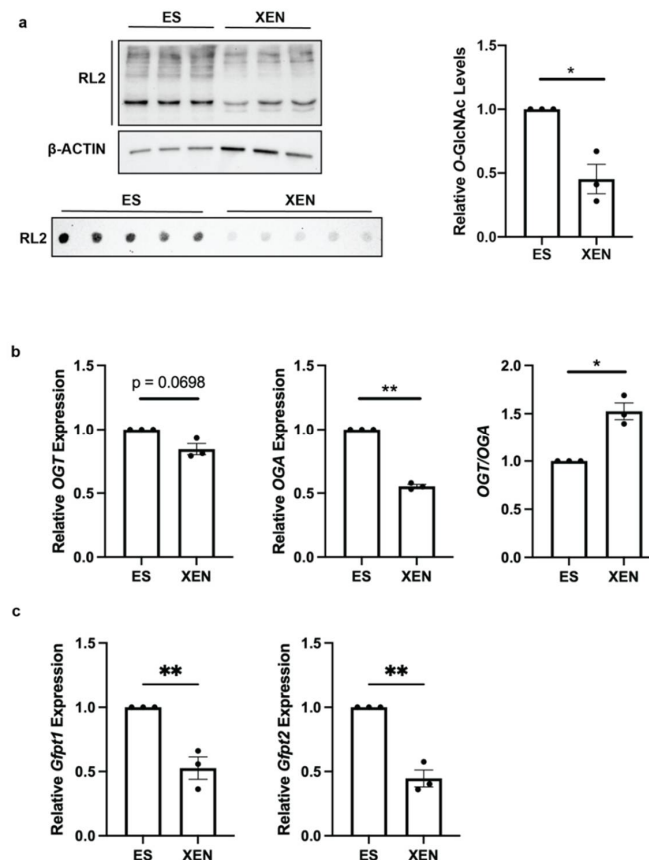 a
ES XEN
RL2
β-ACTIN
ES XEN
RL2
Relative O-GlcNAc Levels
1.5
1.0
0.5
0.0
*
ES XEN
b
Relative OGT Expression
1.5
1.0
0.5
0.0
p = 0.0698
ES XEN
Relative OGA Expression
1.5
1.0
0.5
0.0
**
ES XEN
OGT/OGA
2.0
1.5
1.0
0.5
0.0
*
ES XEN
c
Relative Gfpt1 Expression
1.5
1.0
0.5
0.0
**
ES XEN
Relative Gfpt2 Expression
1.5
1.0
0.5
0.0
**
ES XEN